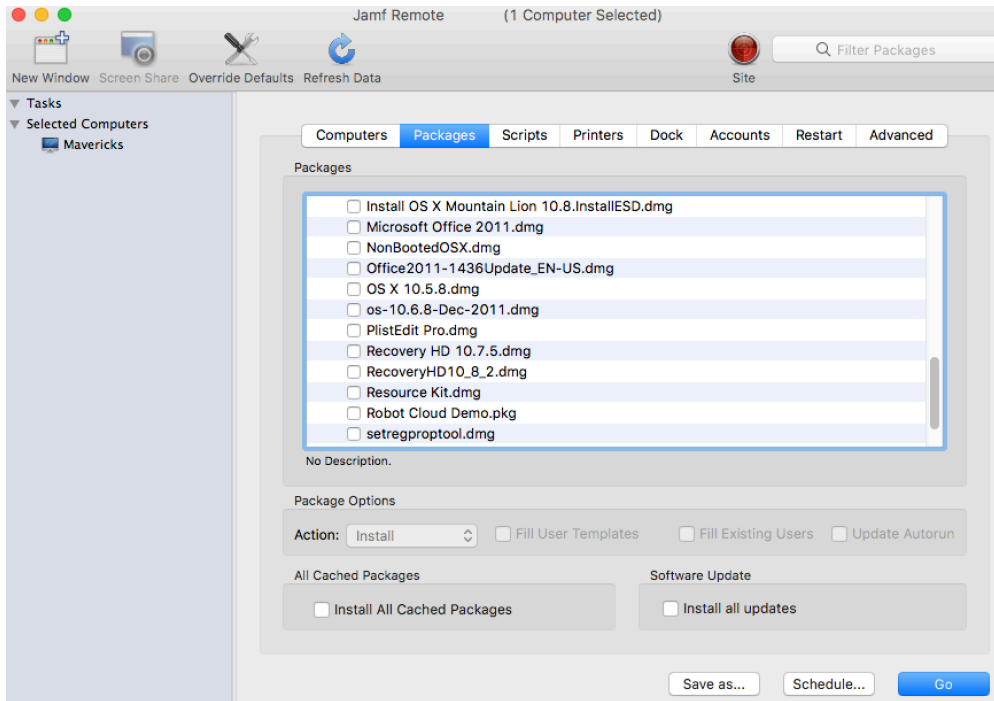 Jamf Remote (1 Computer Selected)
New Window Screen Share Override Defaults Refresh Data Site Filter Packages
Tasks
Selected Computers
Mavericks
Computers Packages Scripts Printers Dock Accounts Restart Advanced
Packages
Install OS X Mountain Lion 10.8.InstallESD.dmg
Microsoft Office 2011.dmg
NonBootedOSX.dmg
Office2011-1436Update_EN-US.dmg
OS X 10.5.8.dmg
os-10.6.8-Dec-2011.dmg
PlistEdit Pro.dmg
Recovery HD 10.7.5.dmg
RecoveryHD10_8_2.dmg
Resource Kit.dmg
Robot Cloud Demo.pkg
setregproptool.dmg
No Description.
Package Options
Action: Install Fill User Templates Fill Existing Users Update Autorun
All Cached Packages Software Update
Install All Cached Packages Install all updates
Save as... Schedule... Go